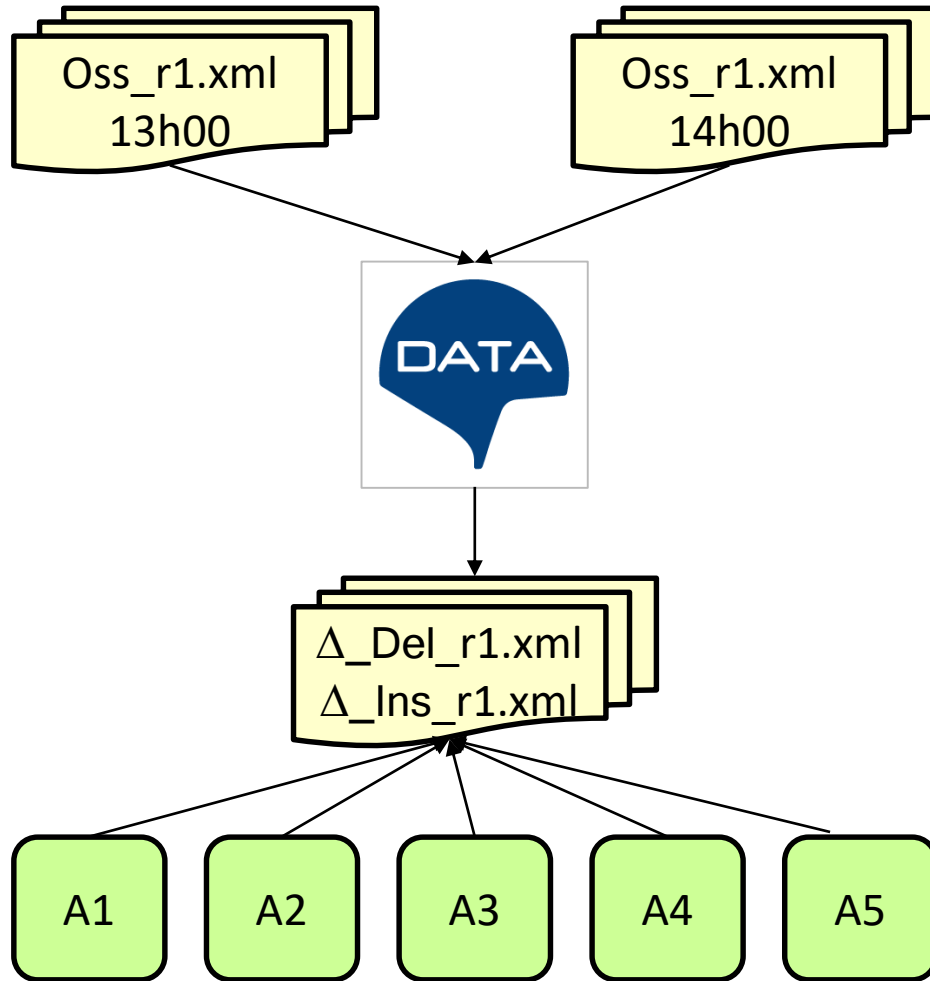 Oss_r1.xml
13h00
Oss_r1.xml
14h00
DATA
Δ_Del_r1.xml
Δ_Ins_r1.xml
A1
A2
A3
A4
A5